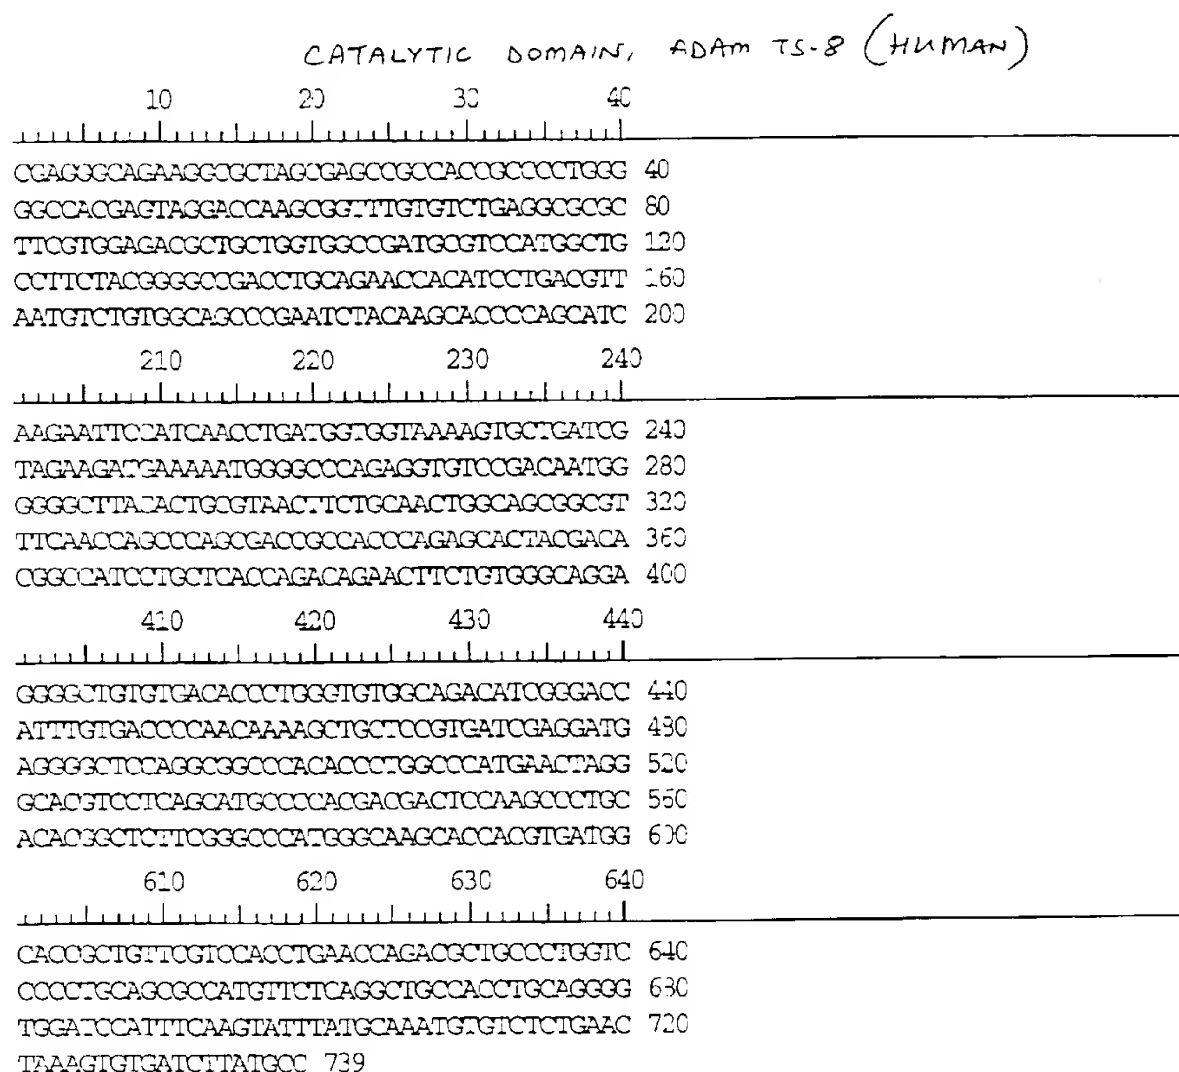 CATALYTIC DOMAIN, ADAM TS-8 (HUMAN)
10 20 30 40
CGAGGGCAGAAGGCGCTAGCGAGCCGCCACCGCCCCTGGG 40
GGCCACGAGTAGGACCAAGCGGTTTGTGTCTGAGGCGCGC 80
TTCGTGGAGACGCTGCTGGTGGCCGATGCGTCCATGGCTG 120
CCTTCTACGGGGCCGACCTGCAGAACCACATCCTGACGTT 160
AATGTCTGTGGCAGCCCGAATCTACAAGCACCCCAGCATC 200
210 220 230 240
AAGAATTCCATCAACCTGATGGTGGTAAAAGTGCTGATCG 240
TAGAAGATGAAAAATGGGGCCCAGAGGTGTCCGACAATGG 280
GGGGCTTACACTGCGTAACTTCTGCAACTGGCAGCGGCGT 320
TTCAACCAGCCCAGCGACCGCCACCCAGAGCACTACGACA 360
CGGCCATCCTGCTCACCAGACAGAACTTCTGTGGGCAGGA 400
410 420 430 440
GGGGCTGTGTGACACCCTGGGTGTGGCAGACATCGGGACC 440
ATTTGTGACCCCAACAAAAGCTGCTCCGTGATCGAGGATG 480
AGGGGCTCCAGGCGGCCCACACCCTGGCCCATGAACTAGG 520
GCACGTCCTCAGCATGCCCCACGACGACTCCAAGCCCTGC 560
ACACGGCTCTTCGGGCCCATGGGCAAGCACCACGTGATGG 600
610 620 630 640
CACCGCTGTTCGTCCACCTGAACCAGACGCTGCCCTGGTC 640
CCCCTGCAGCGCCATGTTCTCAGGCTGCCACCTGCAGGGG 680
TGGATCCATTTCAAGTATTTATGCAAATGTGTCTCTGAAC 720
TAAAGTGTGATCTTATGCC 739